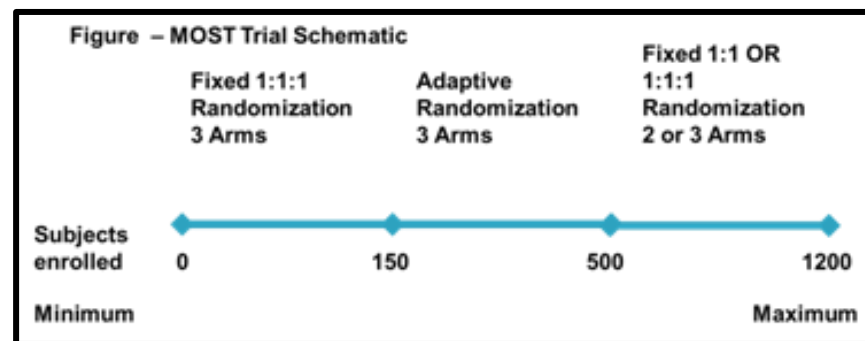 Figure – MOST Trial Schematic
Fixed 1:1:1
Randomization
3 Arms
Adaptive
Randomization
3 Arms
Fixed 1:1 OR
1:1:1
Randomization
2 or 3 Arms
Subjects
enrolled
0 150 500 1200
Minimum Maximum